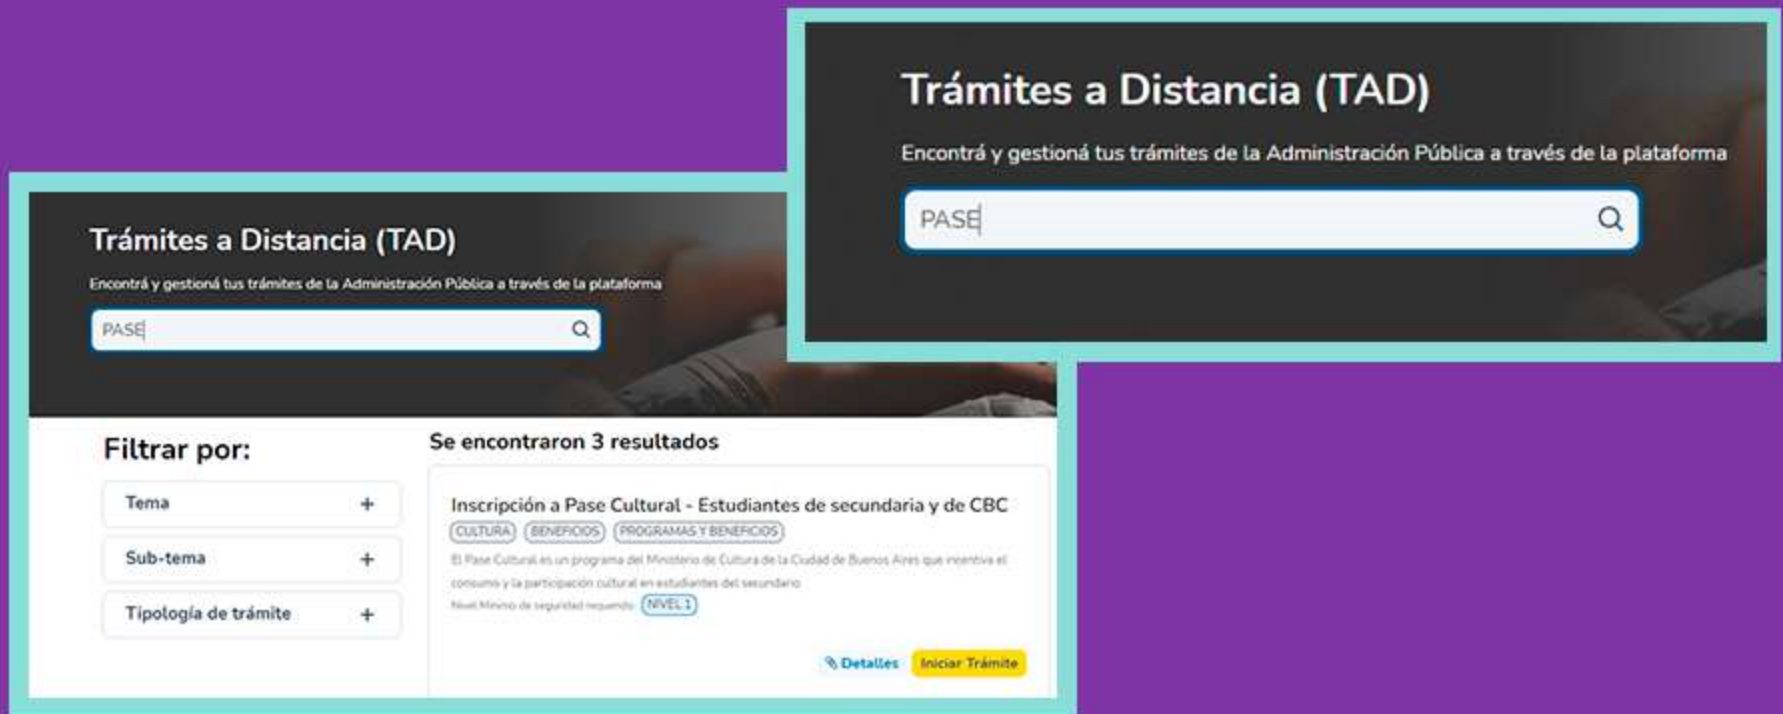 Trámites a Distancia (TAD)
Encontrá y gestioná tus trámites de la Administración Pública a través de la plataforma
PASE
Trámites a Distancia (TAD)
Encontrá y gestioná tus trámites de la Administración Pública a través de la plataforma
PASE
Filtrar por:
Tema +
Sub-tema +
Tipología de trámite +
Se encontraron 3 resultados
Inscripción a Pase Cultural - Estudiantes de secundaria y de CBC
CULTURA BENEFICIOS PROGRAMAS Y BENEFICIOS
El Pase Cultural es un programa del Ministerio de Cultura de la Ciudad de Buenos Aires que incentiva el
consumo y la participación cultural en estudiantes del secundario
Nivel Mínimo de seguridad requerido: NIVEL 1
Detalles Iniciar Trámite